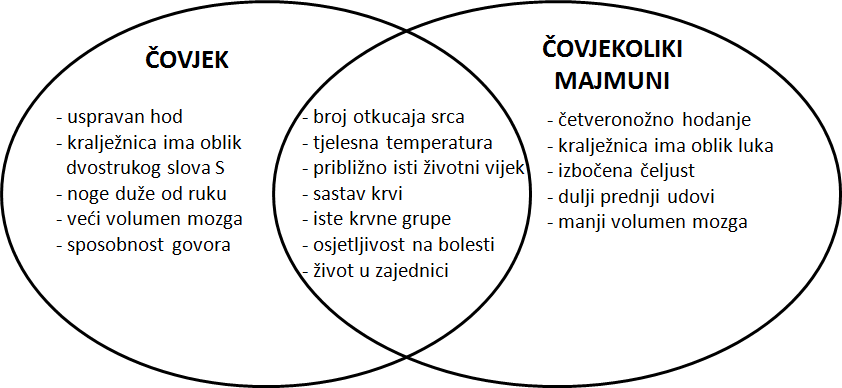 ČOVJEK
- uspravan hod
- kralježnica ima oblik
dvostrukog slova S
- noge duže od ruku
- veći volumen mozga
- sposobnost govora
- broj otkucaja srca
- tjelesna temperatura
- približno isti životni vijek
- sastav krvi
- iste krvne grupe
- osjetljivost na bolesti
- život u zajednici
ČOVJEKOLIKI
MAJMUNI
- četveronožno hodanje
- kralježnica ima oblik luka
- izbočena čeljust
- dulji prednji udovi
- manji volumen mozga